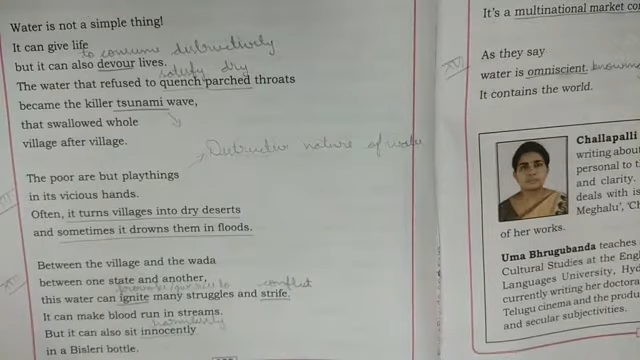 Water is not a simple thing!
It can give life
to consume destructively
but it can also devour lives.
satisfy dry
The water that refused to quench parched throats
became the killer tsunami wave,
that swallowed whole
village after village.
Destructive nature of water
The poor are but playthings
in its vicious hands.
Often, it turns villages into dry deserts
and sometimes it drowns them in floods.
Between the village and the wada
between one state and another,
provoke/give rise to conflict
this water can ignite many struggles and strife.
It can make blood run in streams.
harmlessly
But it can also sit innocently
in a Bisleri bottle.
It's a multinational market
As they say
water is omniscient.
It contains the world.
Challapalli
writing about
personal to
and clarity.
deals with
Meghalu', 'Ch
of her works.
Uma Bhrugubanda teaches
Cultural Studies at the Eng
Languages University, Hyd
currently writing her doctora
Telugu cinema and the produ
and secular subjectivities.